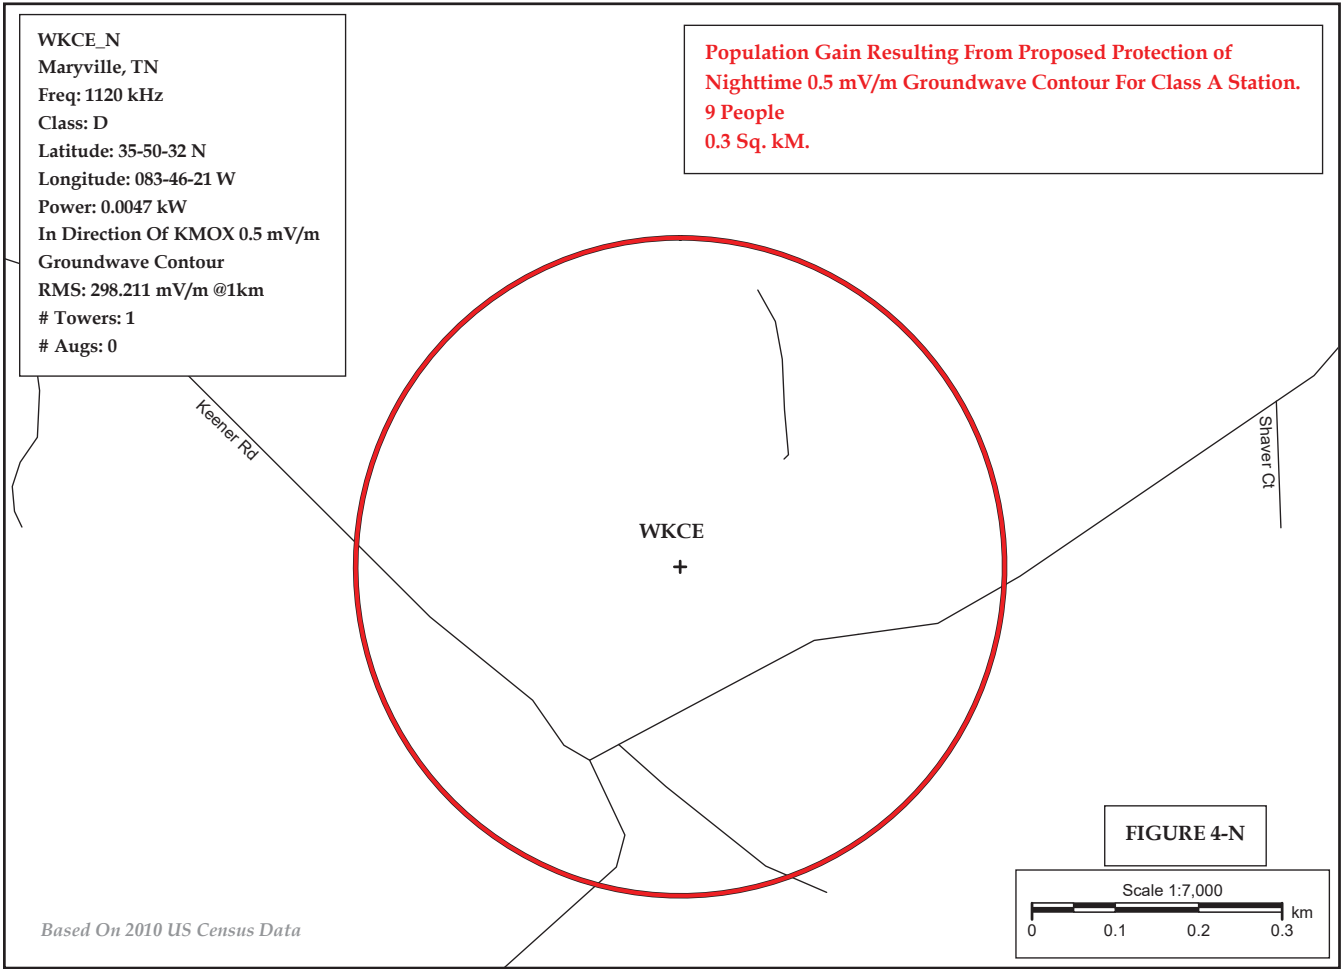 WKCE_N
Maryville, TN
Freq: 1120 kHz
Class: D
Latitude: 35-50-32 N
Longitude: 083-46-21 W
Power: 0.0047 kW
In Direction Of KMOX 0.5 mV/m
Groundwave Contour
RMS: 298.211 mV/m @1km
# Towers: 1
# Augs: 0
Population Gain Resulting From Proposed Protection of
Nighttime 0.5 mV/m Groundwave Contour For Class A Station.
9 People
0.3 Sq. kM.
Keener Rd
Shaver Ct
WKCE
FIGURE 4-N
Scale 1:7,000
km
0 0.1 0.2 0.3
Based On 2010 US Census Data